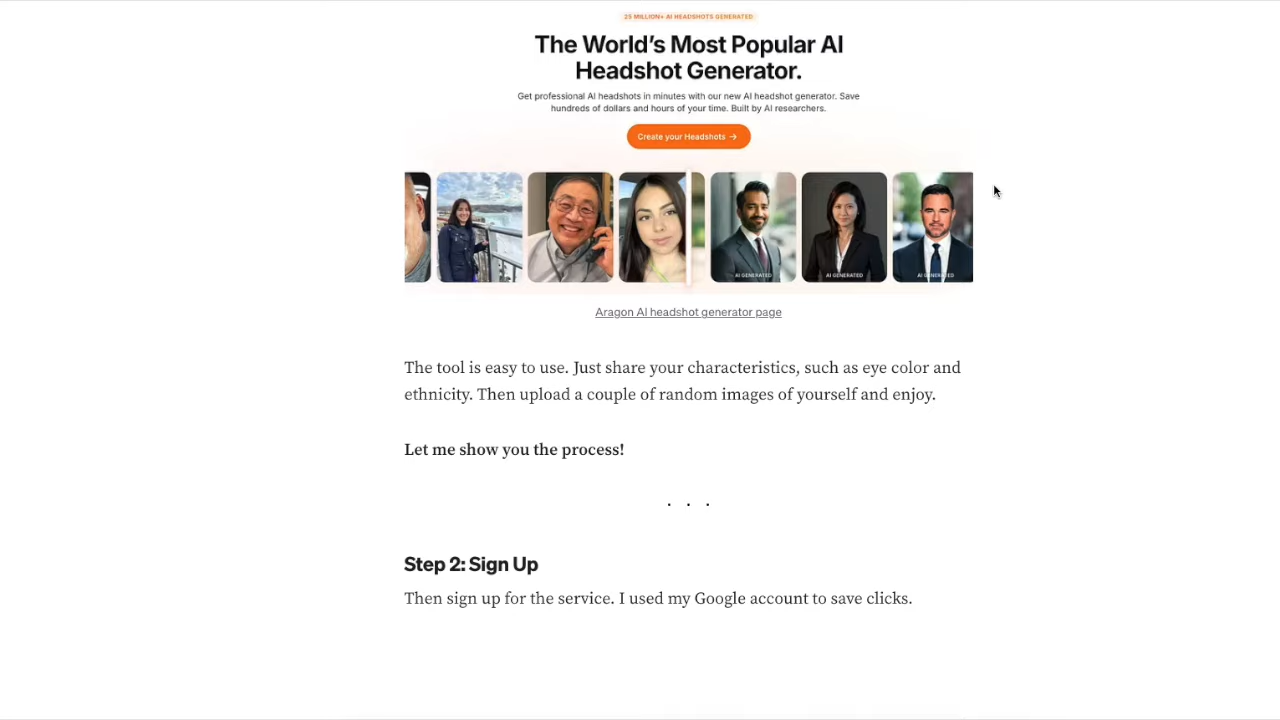 25 MILLION+ AI HEADSHOTS GENERATED
The World's Most Popular AI
Headshot Generator.
Get professional AI headshots in minutes with our new AI headshot generator. Save
hundreds of dollars and hours of your time. Built by AI researchers.
Create your Headshots →
AI GENERATED
AI GENERATED
AI GENERATED
Aragon AI headshot generator page
The tool is easy to use. Just share your characteristics, such as eye color and
ethnicity. Then upload a couple of random images of yourself and enjoy.
Let me show you the process!
. . .
Step 2: Sign Up
Then sign up for the service. I used my Google account to save clicks.